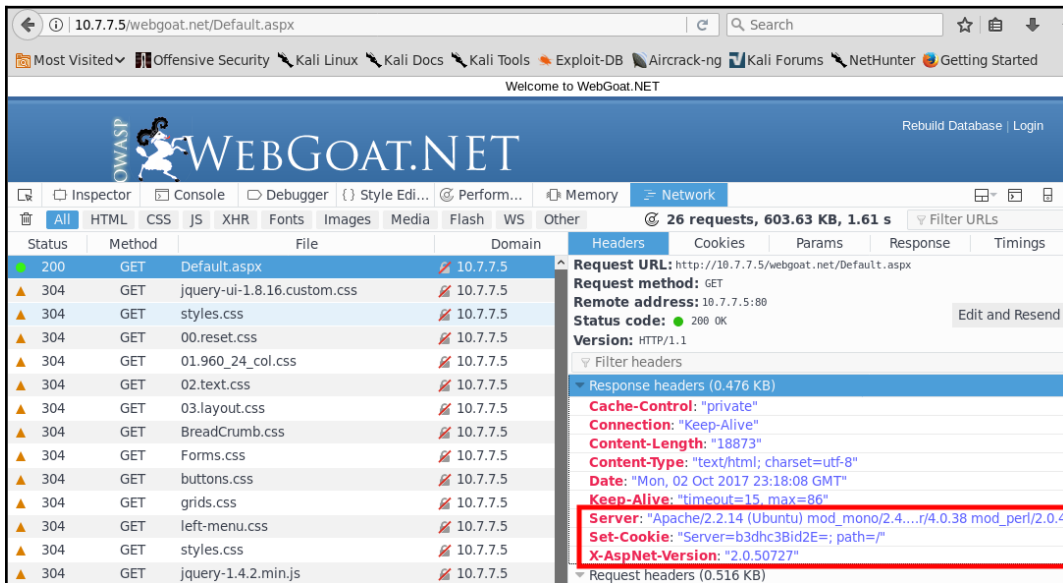 10.7.7.5/webgoat.net/Default.aspx Search
Most Visited Offensive Security Kali Linux Kali Docs Kali Tools Exploit-DB Aircrack-ng Kali Forums NetHunter Getting Started
Welcome to WebGoat.NET
OWASP
WEBGOAT.NET
Rebuild Database | Login
Inspector Console Debugger {} Style Edi... Perform... Memory Network
All HTML CSS JS XHR Fonts Images Media Flash WS Other 26 requests, 603.63 KB, 1.61 s Filter URLs
Status Method File Domain
200 GET Default.aspx 10.7.7.5
304 GET jquery-ui-1.8.16.custom.css 10.7.7.5
304 GET styles.css 10.7.7.5
304 GET 00.reset.css 10.7.7.5
304 GET 01.960_24_col.css 10.7.7.5
304 GET 02.text.css 10.7.7.5
304 GET 03.layout.css 10.7.7.5
304 GET BreadCrumb.css 10.7.7.5
304 GET Forms.css 10.7.7.5
304 GET buttons.css 10.7.7.5
304 GET grids.css 10.7.7.5
304 GET left-menu.css 10.7.7.5
304 GET styles.css 10.7.7.5
304 GET jquery-1.4.2.min.js 10.7.7.5
Headers Cookies Params Response Timings
Request URL: http://10.7.7.5/webgoat.net/Default.aspx
Request method: GET
Remote address: 10.7.7.5:80
Status code: 200 OK
Edit and Resend
Version: HTTP/1.1
Filter headers
Response headers (0.476 KB)
Cache-Control: "private"
Connection: "Keep-Alive"
Content-Length: "18873"
Content-Type: "text/html; charset=utf-8"
Date: "Mon, 02 Oct 2017 23:18:08 GMT"
Keep-Alive: "timeout=15, max=86"
Server: "Apache/2.2.14 (Ubuntu) mod_mono/2.4....r/4.0.38 mod_perl/2.0.4
Set-Cookie: "Server=b3dhc3Bid2E=; path=/"
X-AspNet-Version: "2.0.50727"
Request headers (0.516 KB)